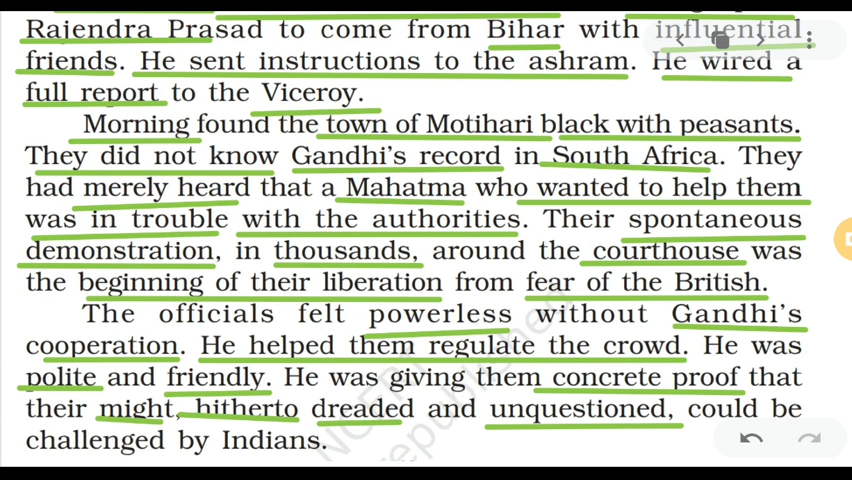 Rajendra Prasad to come from Bihar with influential
friends. He sent instructions to the ashram. He wired a
full report to the Viceroy.
Morning found the town of Motihari black with peasants.
They did not know Gandhi's record in South Africa. They
had merely heard that a Mahatma who wanted to help them
was in trouble with the authorities. Their spontaneous
demonstration, in thousands, around the courthouse was
the beginning of their liberation from fear of the British.
The officials felt powerless without Gandhi's
cooperation. He helped them regulate the crowd. He was
polite and friendly. He was giving them concrete proof that
their might, hitherto dreaded and unquestioned, could be
challenged by Indians.
NCERT
republished